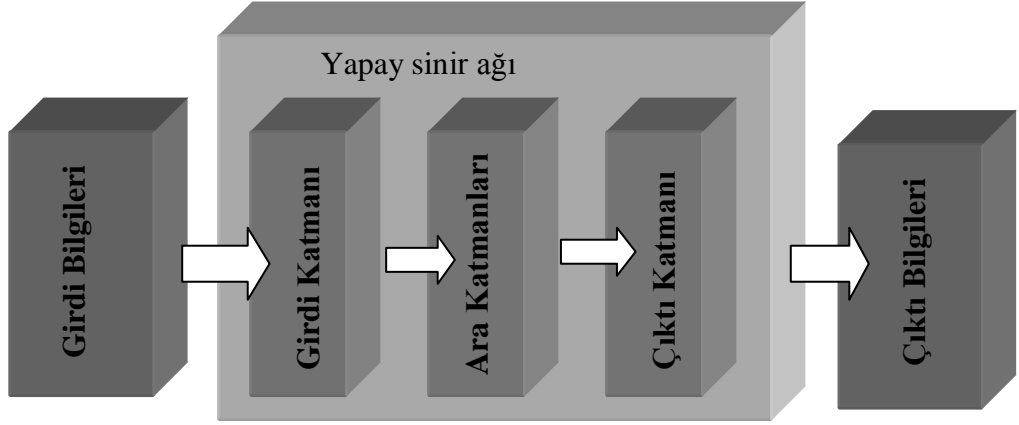 Yapay sinir ağı
Girdi Bilgileri
Girdi Katmanı
Ara Katmanları
Çıktı Katmanı
Çıktı Bilgileri